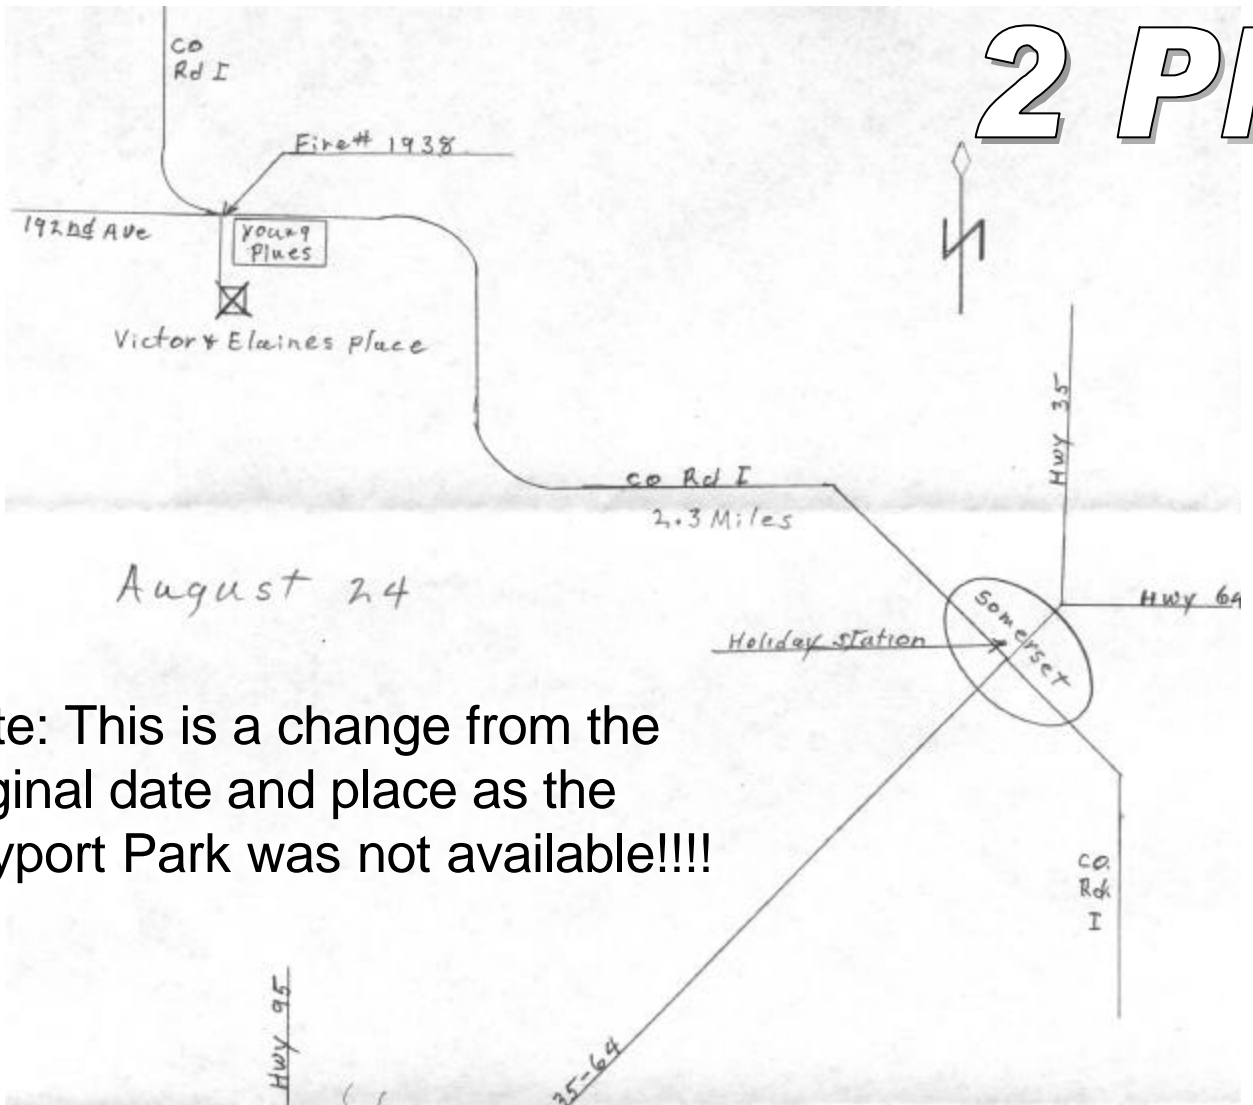 2 P
co
Rd I
Fire# 1938
192nd Ave
young
Pines
N
Victor & Elaines place
Hwy 35
co Rd I
2.3 Miles
August 24
Hwy 64
Somerset
Holiday Station
te: This is a change from the
ginal date and place as the
yport Park was not available!!!!
co.
Rd
I
Hwy 95
35-64